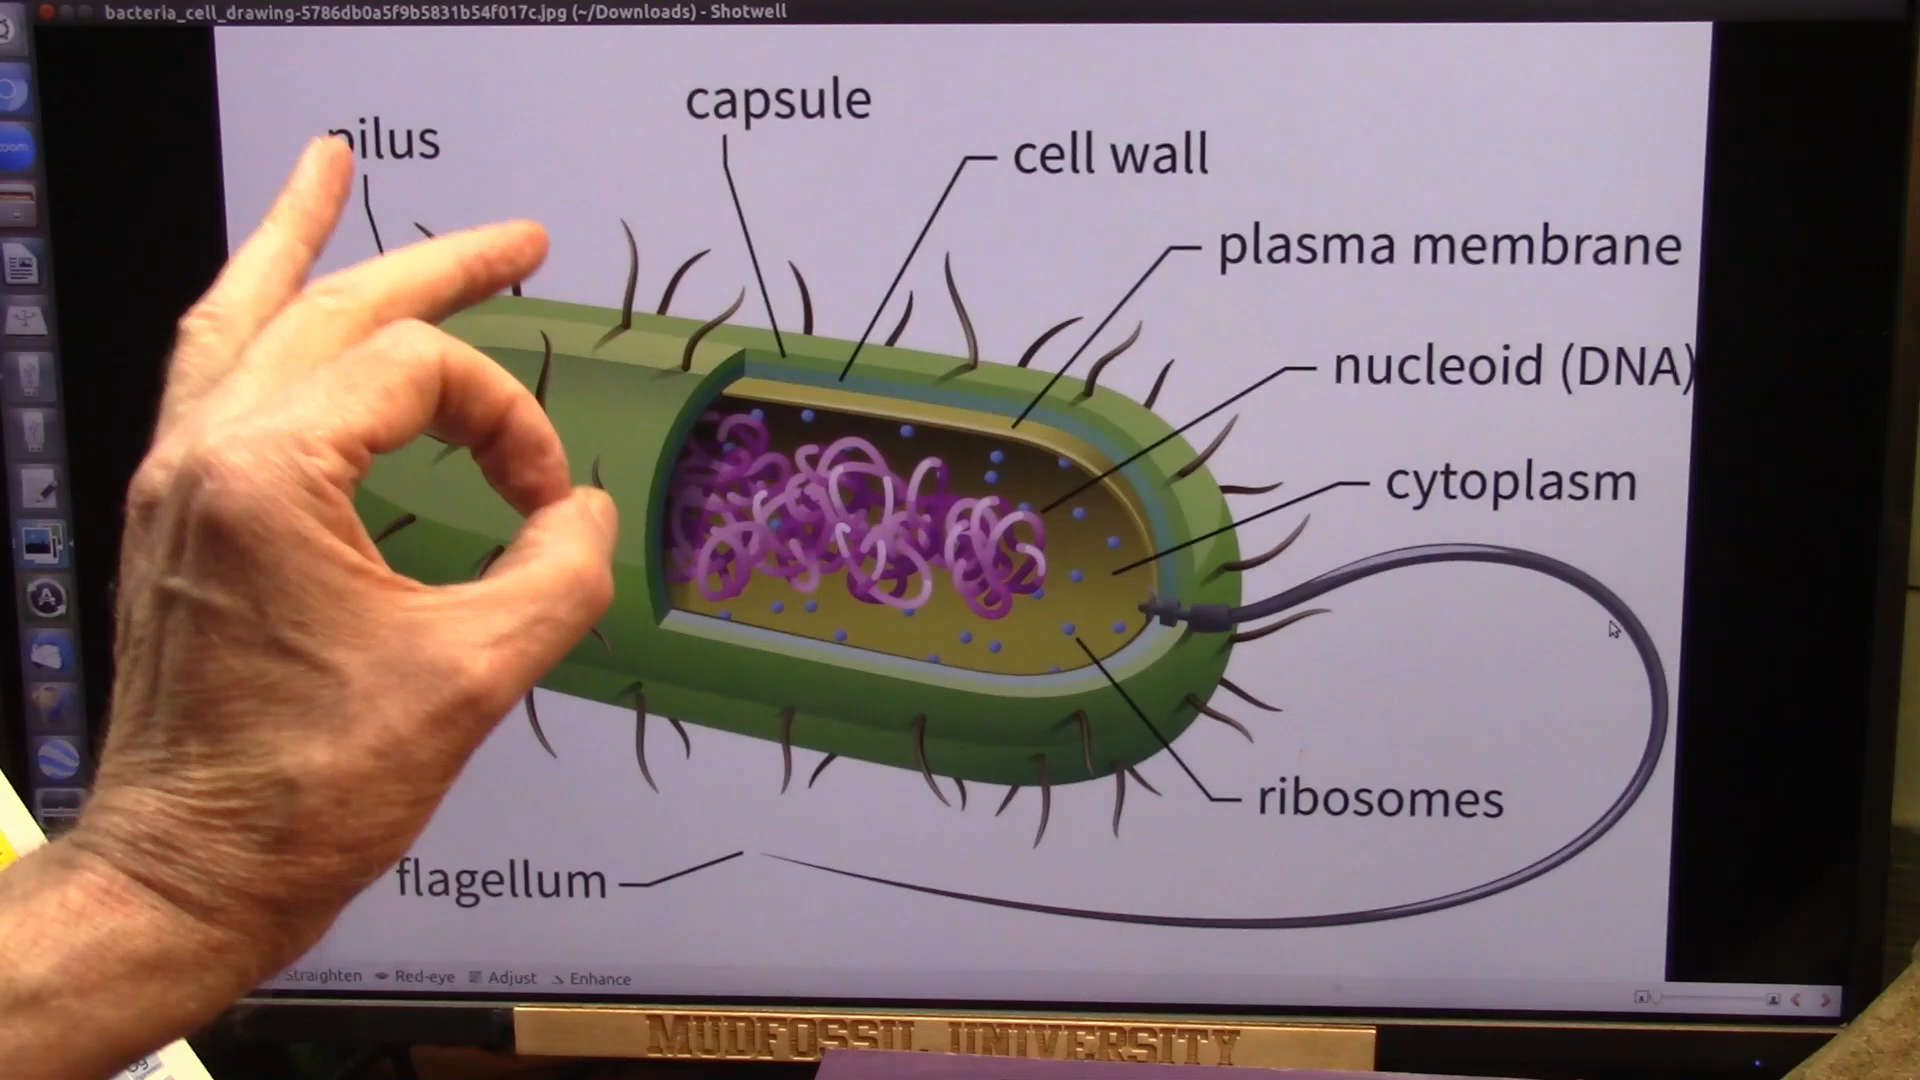 bacteria_cell_drawing-5786db0a5f9b5831b54f017c.jpg (~/Downloads) - Shotwell
capsule
pilus
cell wall
plasma membrane
nucleoid (DNA)
cytoplasm
ribosomes
flagellum
Straighten Red-eye Adjust Enhance
MUDFOSSIL UNIVERSITY